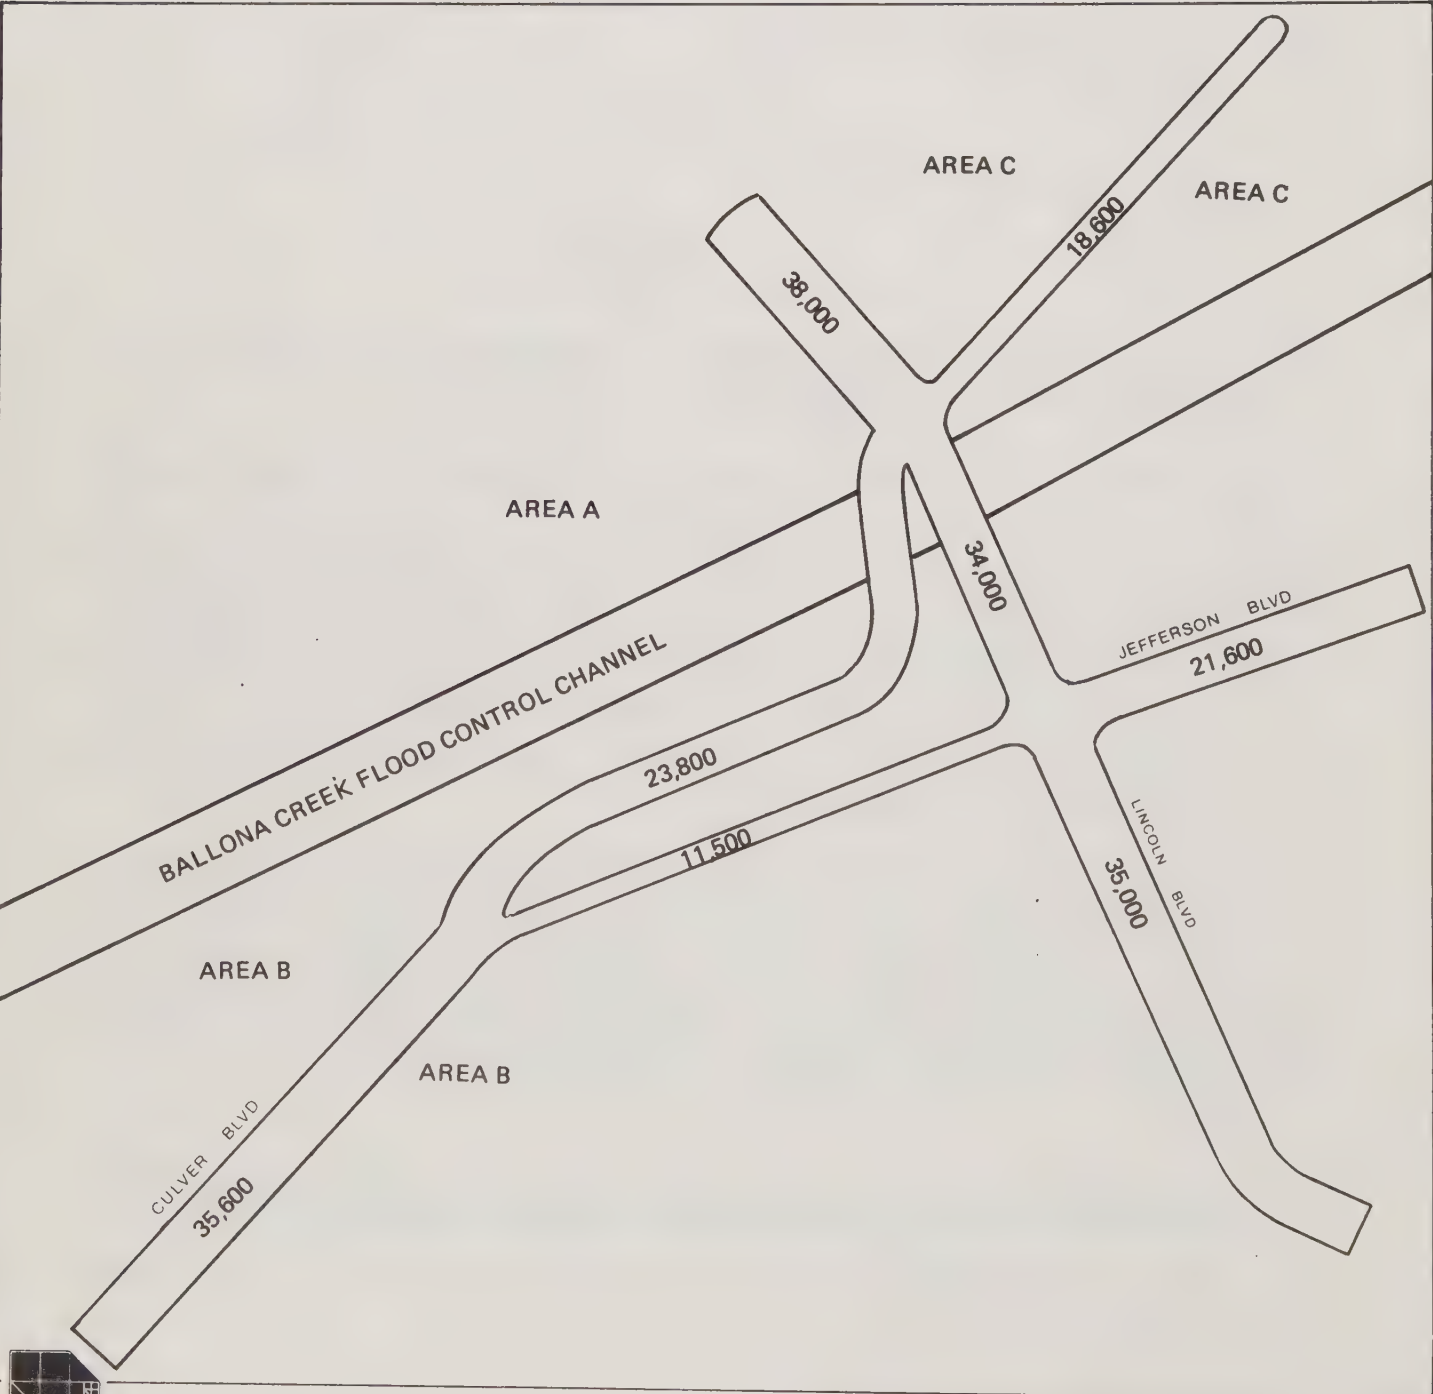 AREA C
AREA C
18,600
38,000
AREA A
34,000
JEFFERSON BLVD
21,600
BALLONA CREEK FLOOD CONTROL CHANNEL
23,800
11,500
LINCOLN BLVD
35,000
AREA B
AREA B
CULVER BLVD
35,600